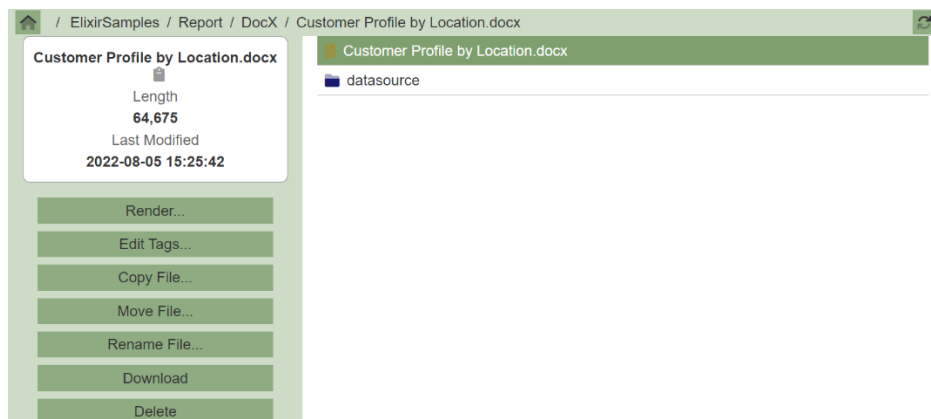 / ElixirSamples / Report / DocX / Customer Profile by Location.docx
Customer Profile by Location.docx
Length
64,675
Last Modified
2022-08-05 15:25:42
Render...
Edit Tags...
Copy File...
Move File...
Rename File...
Download
Delete
Customer Profile by Location.docx
datasource